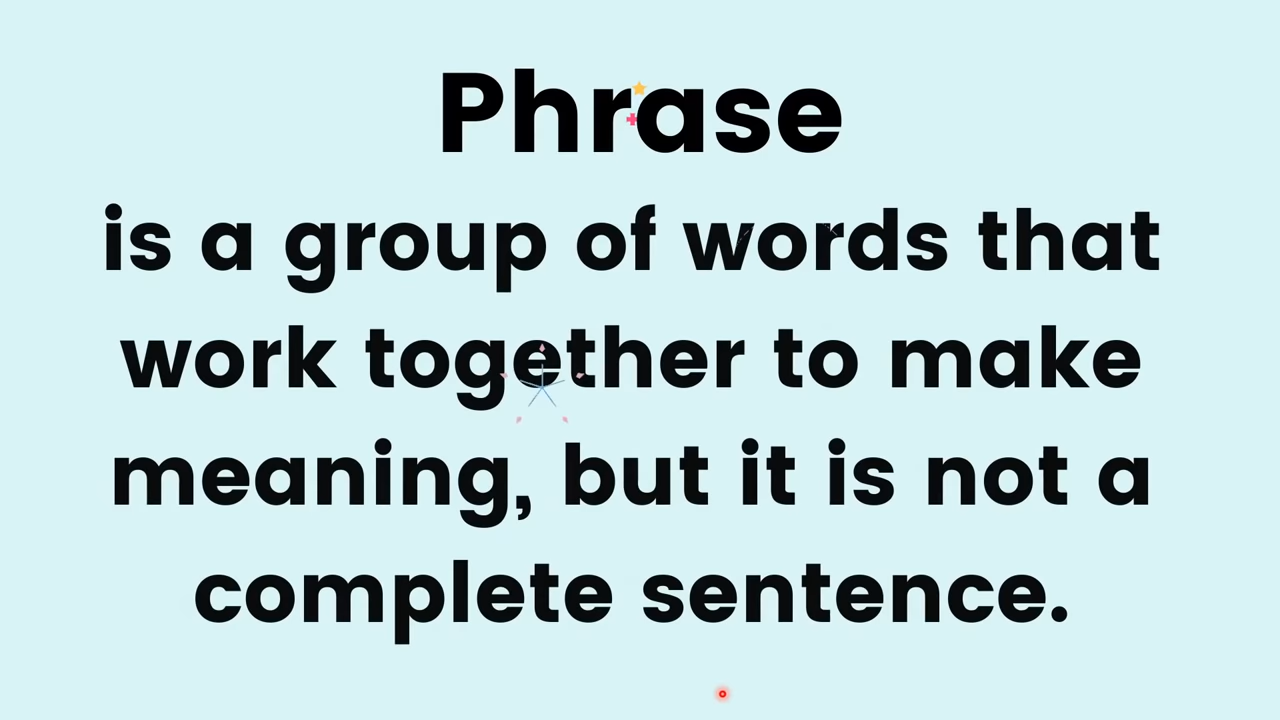 Phrase
is a group of words that
work together to make
meaning, but it is not a
complete sentence.